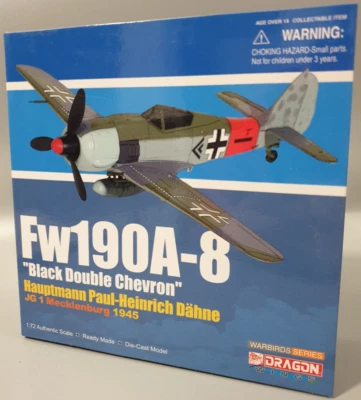 AGE OVER 14 COLLECTABLE ITEM
WARNING:
CHOKING HAZARD-Small parts.
Not for children under 3 years.
Fw190A-8
"Black Double Chevron"
Hauptmann Paul-Heinrich Dähne
JG 1 Mecklenburg 1945
1/72 Authentic Scale □ Ready Made □ Die-Cast Model
WARBIRDS SERIES
DRAGON
WINGS